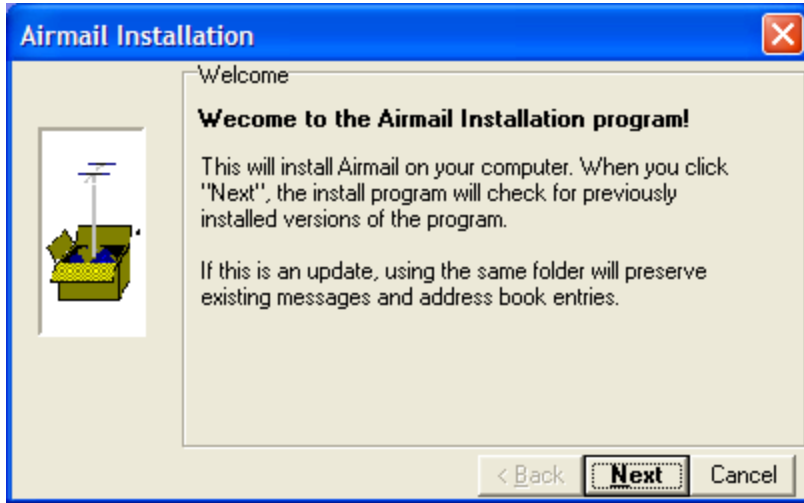 Airmail Installation
Welcome
Wecome to the Airmail Installation program!
This will install Airmail on your computer. When you click
"Next", the install program will check for previously
installed versions of the program.
If this is an update, using the same folder will preserve
existing messages and address book entries.
< Back Next Cancel